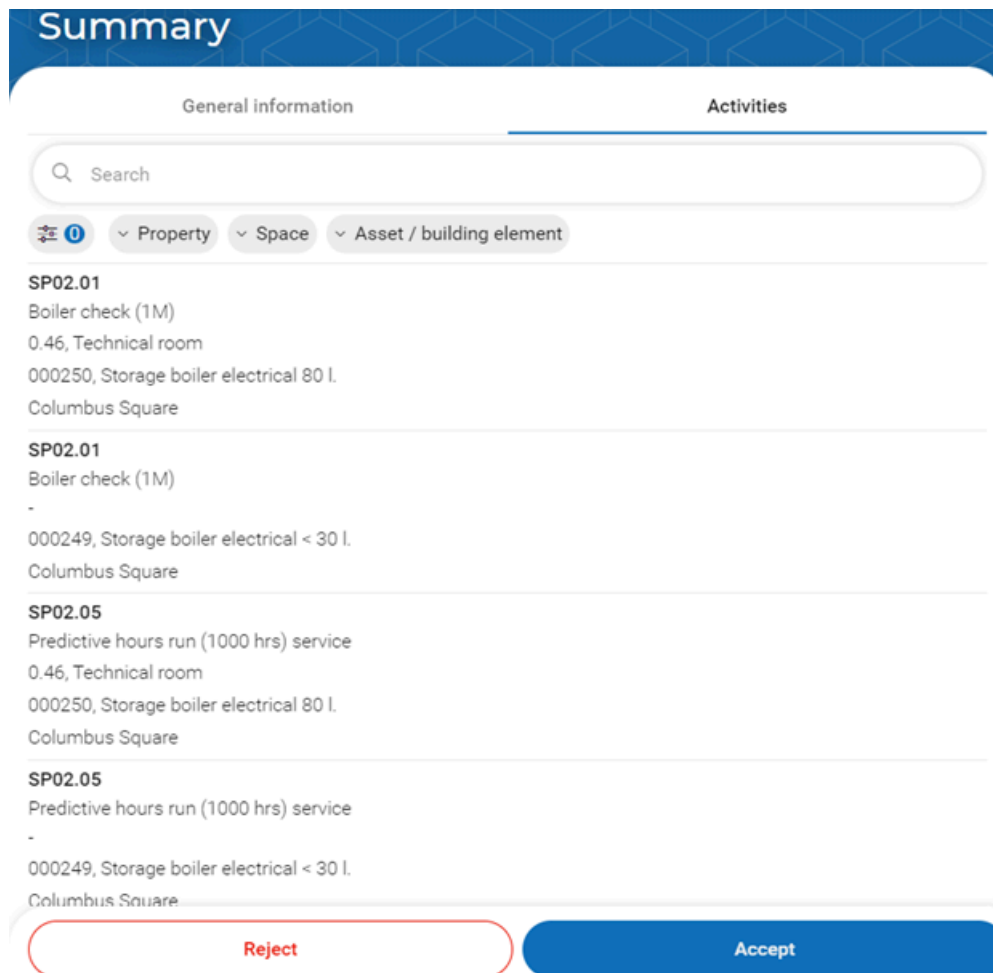 Summary
General information
Activities
Search
0
Property
Space
Asset / building element
SP02.01
Boiler check (1M)
0.46, Technical room
000250, Storage boiler electrical 80 l.
Columbus Square
SP02.01
Boiler check (1M)
-
000249, Storage boiler electrical < 30 l.
Columbus Square
SP02.05
Predictive hours run (1000 hrs) service
0.46, Technical room
000250, Storage boiler electrical 80 l.
Columbus Square
SP02.05
Predictive hours run (1000 hrs) service
-
000249, Storage boiler electrical < 30 l.
Columbus Square
Reject
Accept